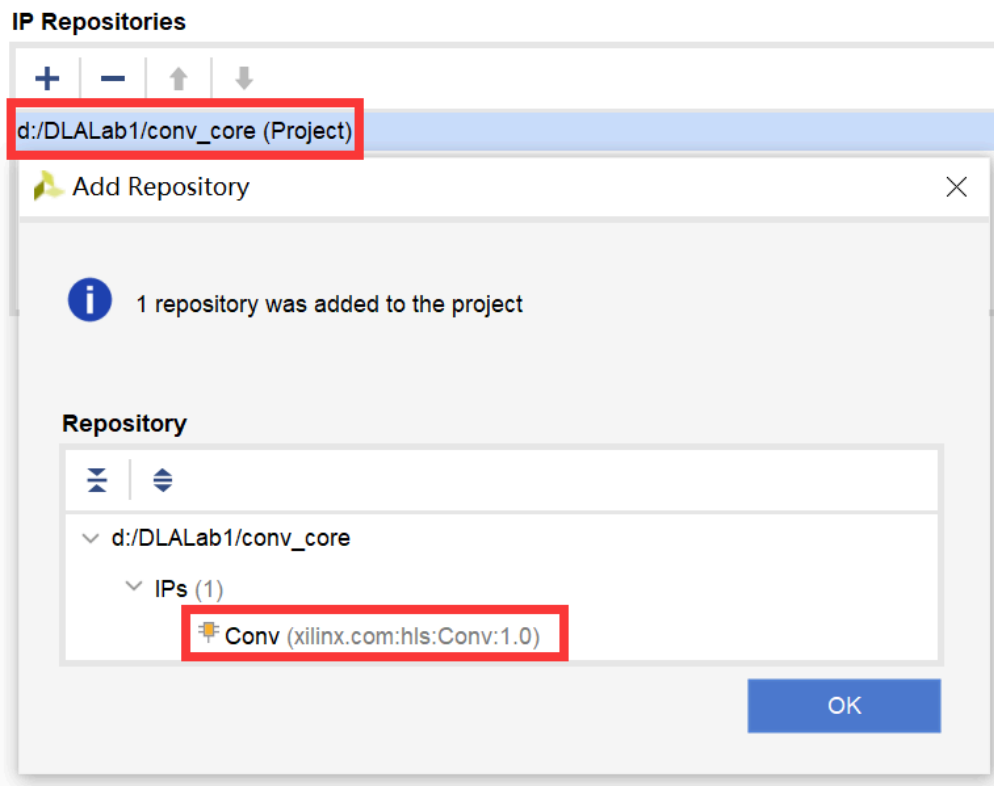 IP Repositories
d:/DLALab1/conv_core (Project)
Add Repository
1 repository was added to the project
Repository
d:/DLALab1/conv_core
IPs (1)
Conv (xilinx.com:hls:Conv:1.0)
OK